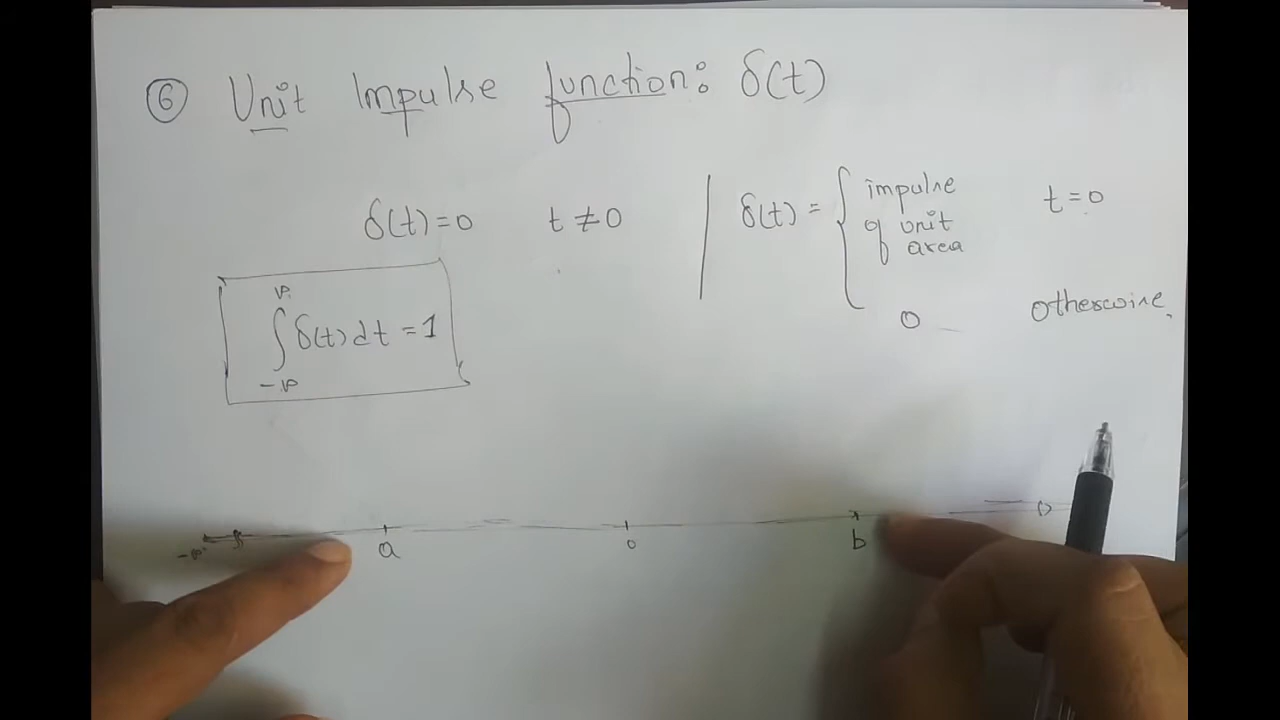 ⑥ Unit Impulse function: δ(t)
δ(t)=0 t≠0
∫_{-∞}^{∞} δ(t)dt=1
δ(t)={ impulse of unit area t=0
0 otherwise,
-∞ a 0 b